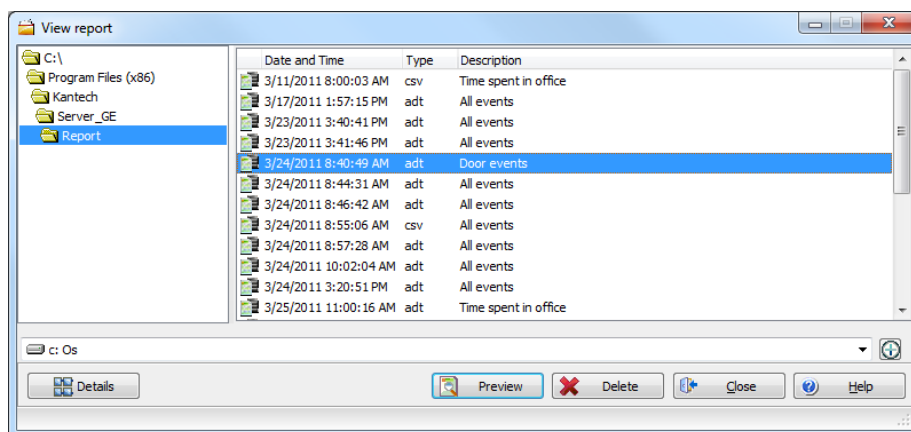 View report
C:\
Program Files (x86)
Kantech
Server_GE
Report
Date and Time Type Description
3/11/2011 8:00:03 AM csv Time spent in office
3/17/2011 1:57:15 PM adt All events
3/23/2011 3:40:41 PM adt All events
3/23/2011 3:41:46 PM adt All events
3/24/2011 8:40:49 AM adt Door events
3/24/2011 8:44:31 AM adt All events
3/24/2011 8:46:42 AM adt All events
3/24/2011 8:55:06 AM csv All events
3/24/2011 8:57:28 AM adt All events
3/24/2011 10:02:04 AM adt All events
3/24/2011 3:20:51 PM adt All events
3/25/2011 11:00:16 AM adt Time spent in office
c: Os
Details Preview Delete Close Help